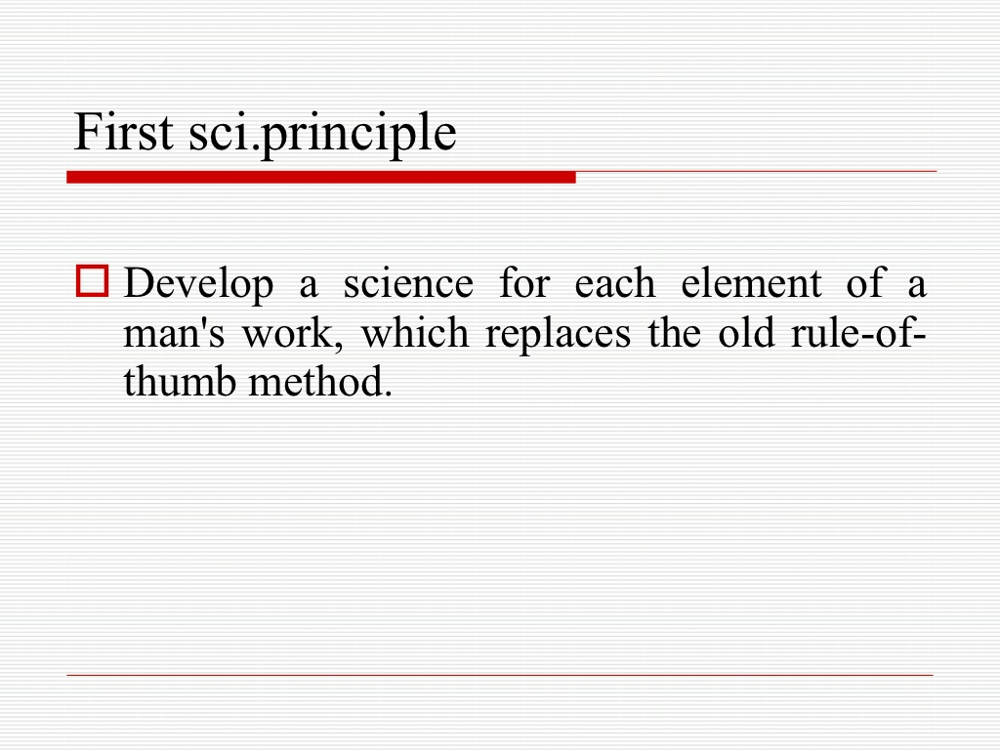 First sci.principle
Develop a science for each element of a
man's work, which replaces the old rule-of-
thumb method.